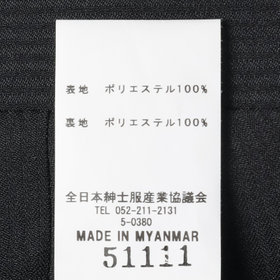 表地 ポリエステル100%
裏地 ポリエステル100%
全日本紳士服産業協議会
TEL 052-211-2131
5-0380
MADE IN MYANMAR
51111